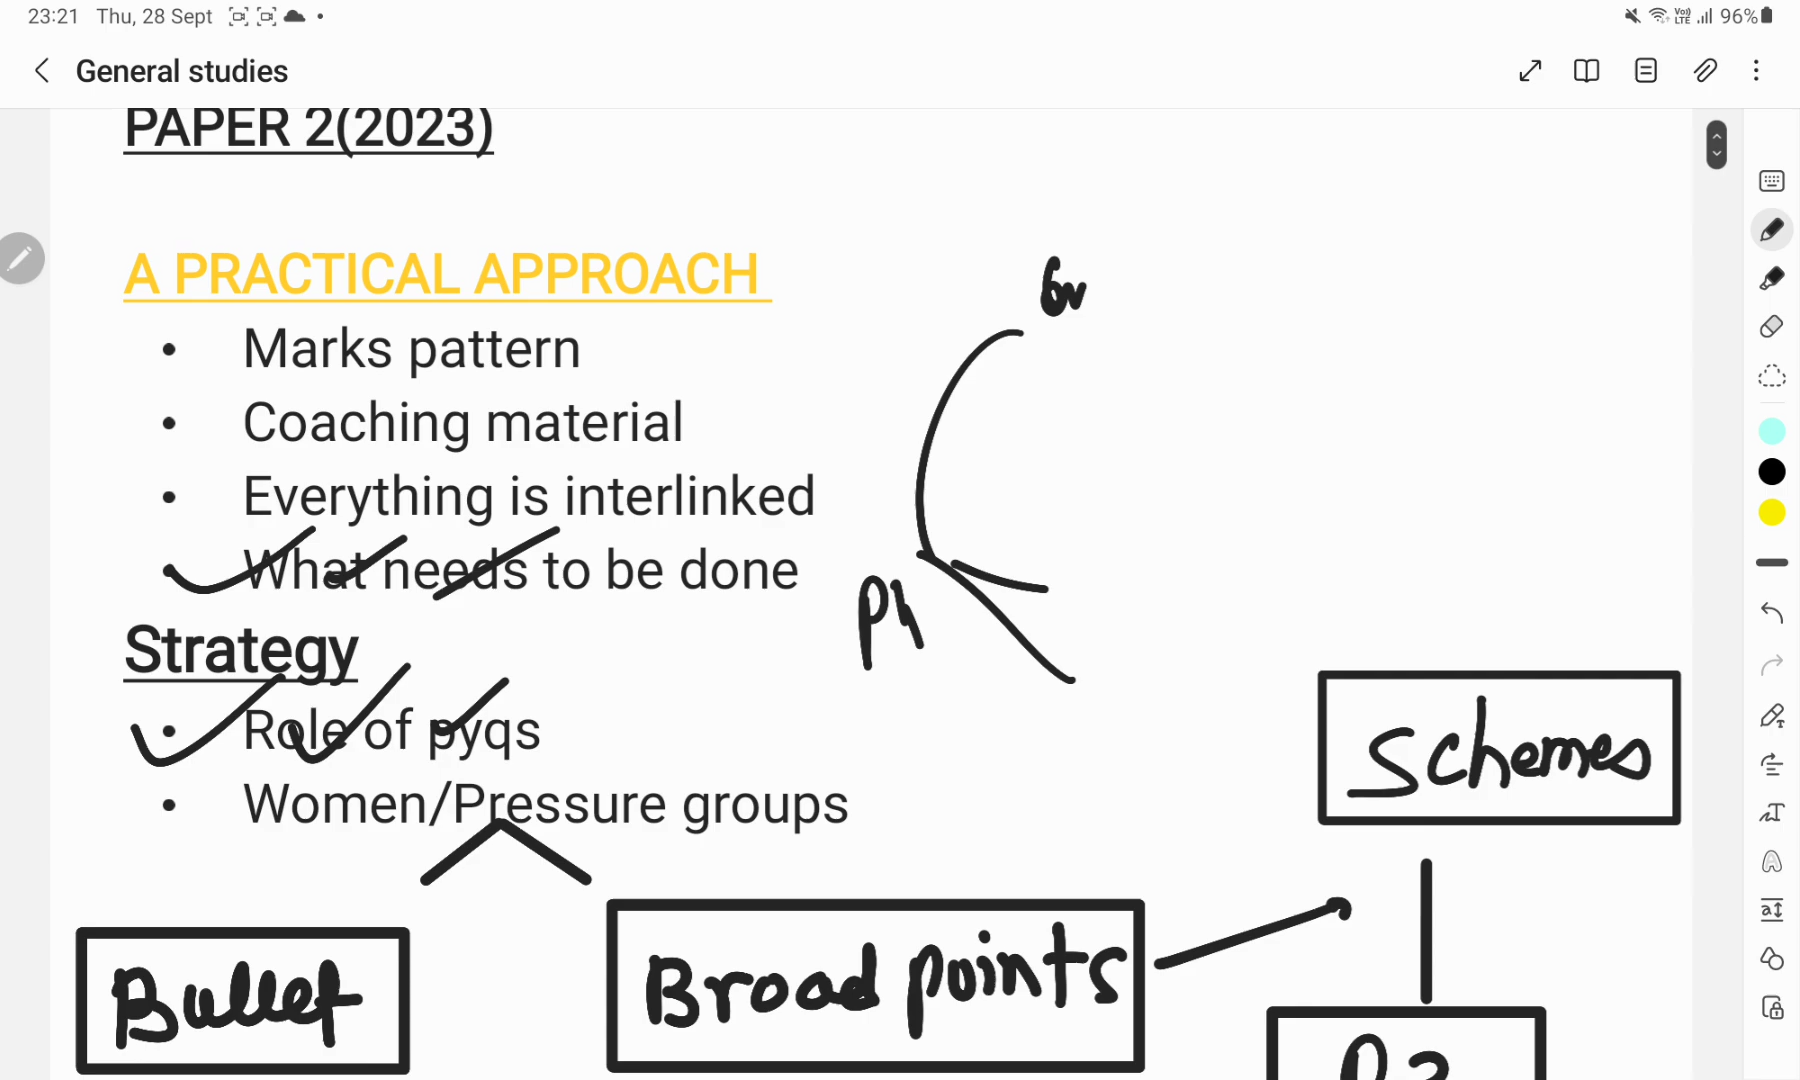 23:21 Thu, 28 Sept
96%
General studies
PAPER 2(2023)
A PRACTICAL APPROACH
• Marks pattern
• Coaching material
• Everything is interlinked
• What needs to be done
Strategy
• Role of pyqs
• Women/Pressure groups
Schemes
Bullet
Broad points